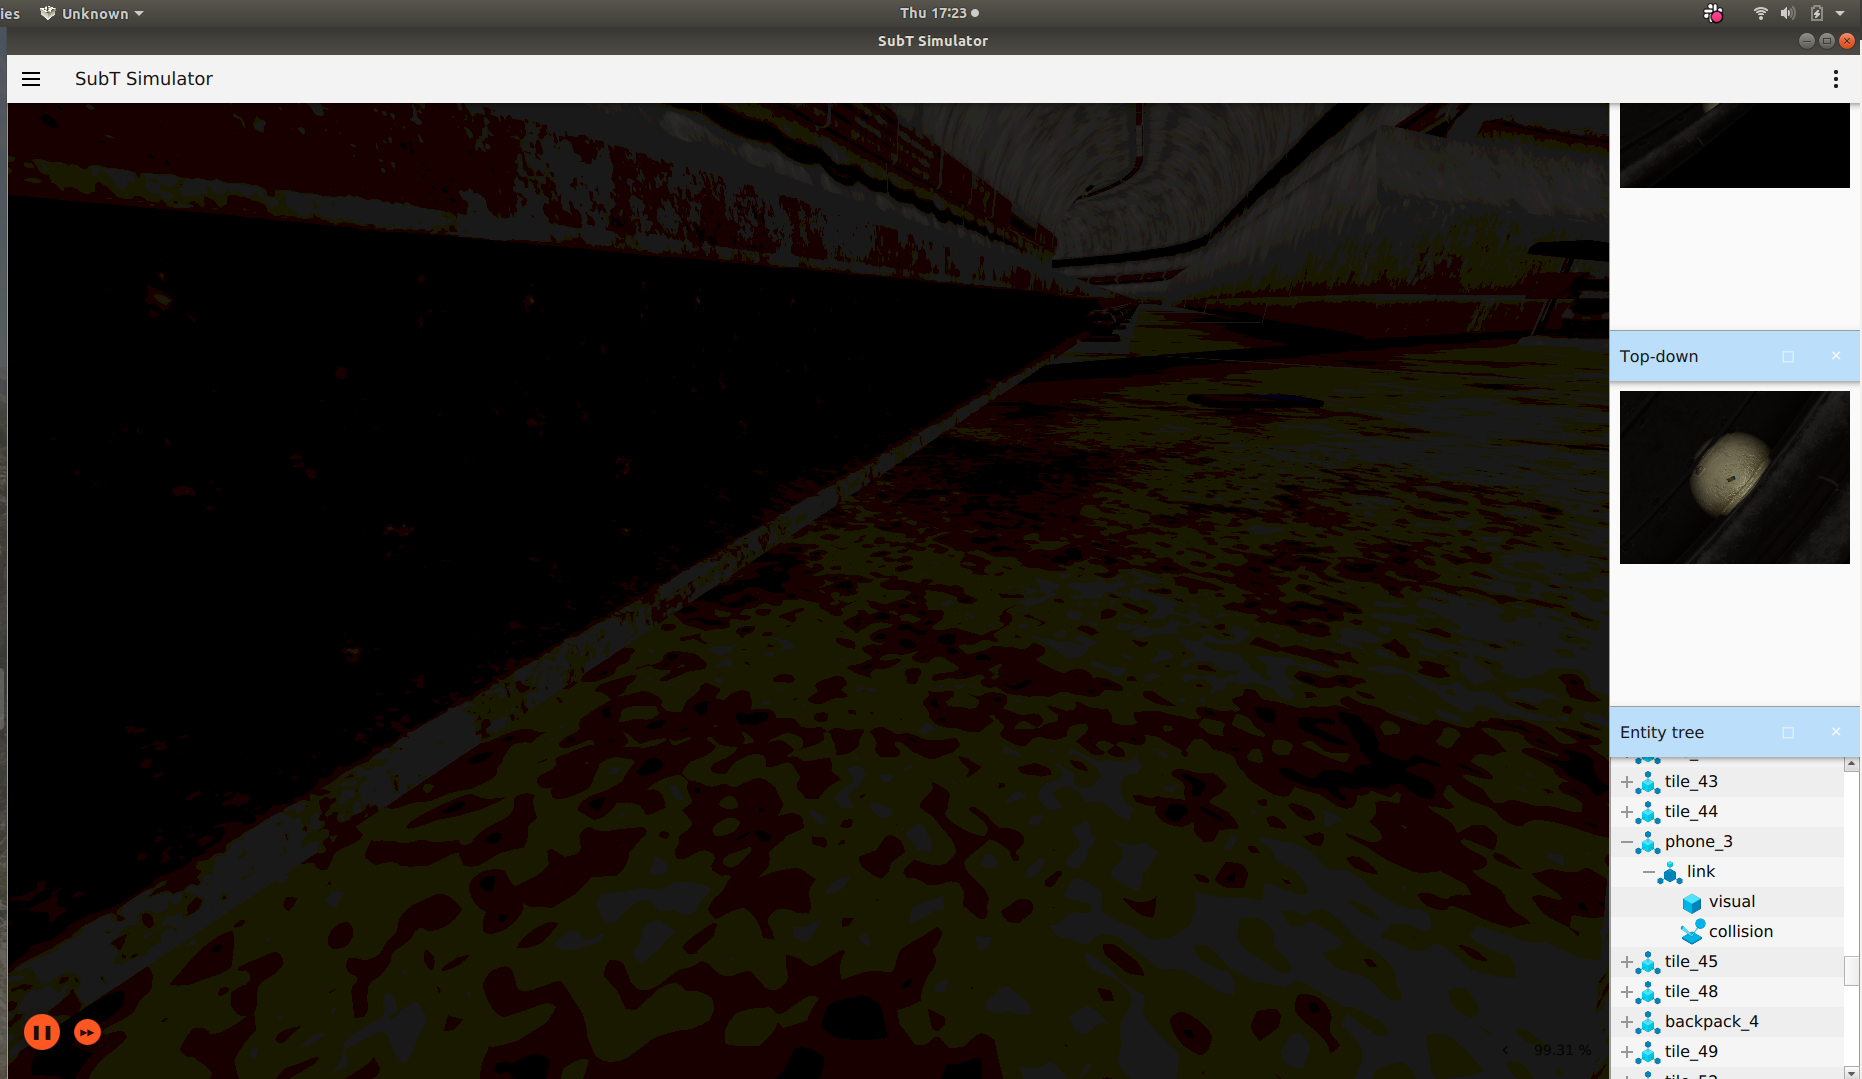 ies
Unknown
Thu 17:23
SubT Simulator
SubT Simulator
Top-down
Entity tree
tile_43
tile_44
phone_3
link
visual
collision
tile_45
tile_48
backpack_4
tile_49
99.31 %